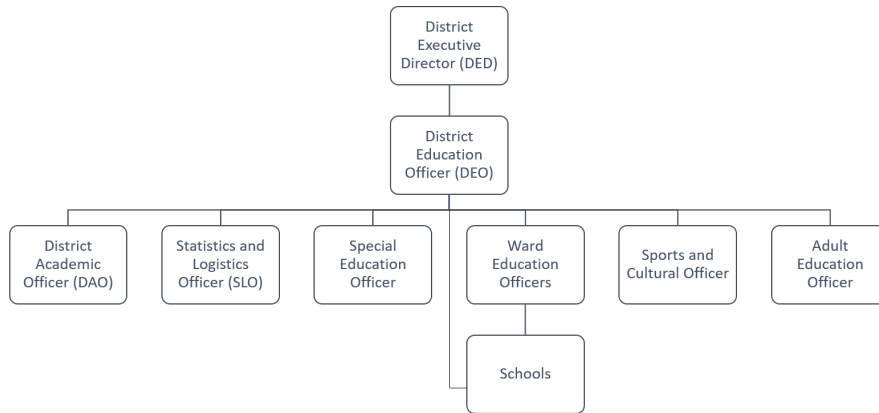 District
Executive
Director (DED)
District
Education
Officer (DEO)
District
Academic
Officer (DAO)
Statistics and
Logistics
Officer (SLO)
Special
Education
Officer
Ward
Education
Officers
Sports and
Cultural Officer
Adult
Education
Officer
Schools